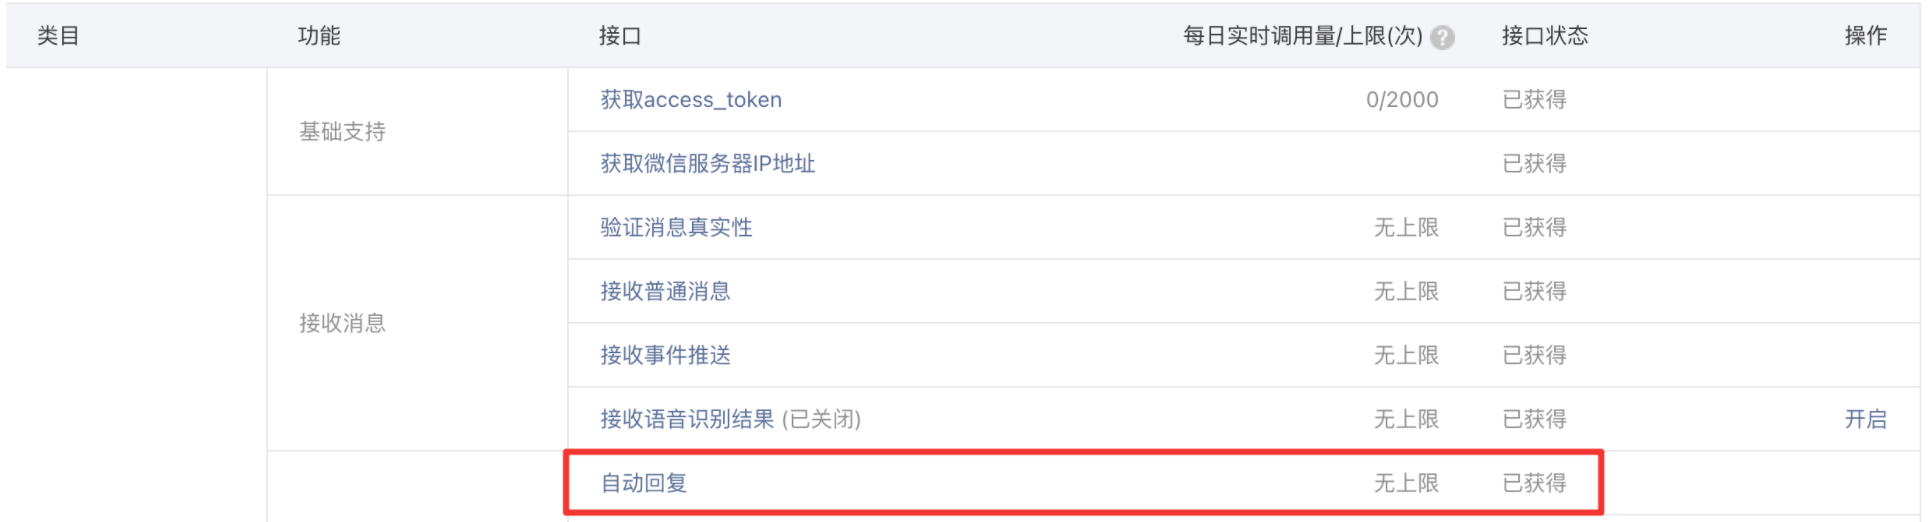 类目 功能 接口 每日实时调用量/上限(次) ? 接口状态 操作
基础支持
获取access_token 0/2000 已获得
获取微信服务器IP地址 已获得
接收消息
验证消息真实性 无上限 已获得
接收普通消息 无上限 已获得
接收事件推送 无上限 已获得
接收语音识别结果 (已关闭) 无上限 已获得 开启
自动回复 无上限 已获得